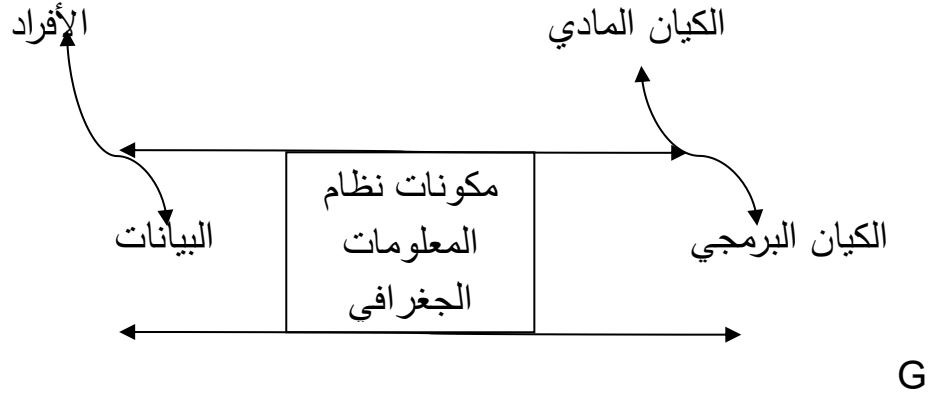 الكيان المادي
الأفراد
مكونات نظام
المعلومات
الجغرافي
الكيان البرمجي
البيانات
G